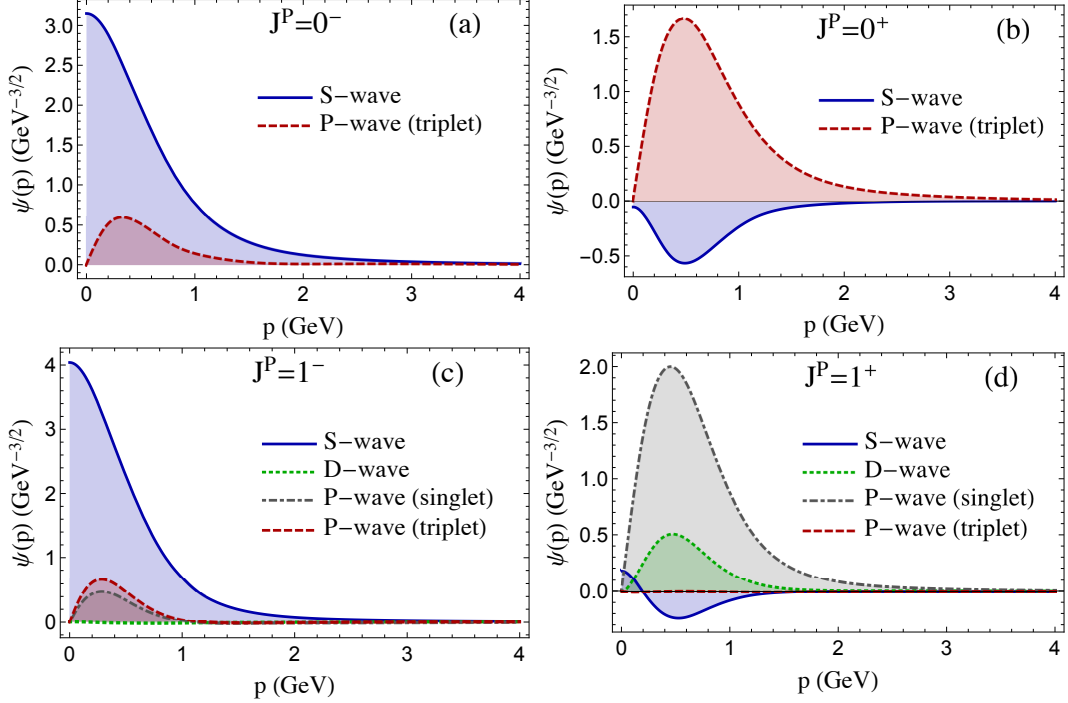 J^P=0^- (a)
S-wave
P-wave (triplet)
ψ(p) (GeV^-3/2)
3.0
2.5
2.0
1.5
1.0
0.5
0.0
0 1 2 3 4
p (GeV)
J^P=0^+ (b)
S-wave
P-wave (triplet)
ψ(p) (GeV^-3/2)
1.5
1.0
0.5
0.0
-0.5
0 1 2 3 4
p (GeV)
J^P=1^- (c)
S-wave
D-wave
P-wave (singlet)
P-wave (triplet)
ψ(p) (GeV^-3/2)
4
3
2
1
0
0 1 2 3 4
p (GeV)
J^P=1^+ (d)
S-wave
D-wave
P-wave (singlet)
P-wave (triplet)
ψ(p) (GeV^-3/2)
2.0
1.5
1.0
0.5
0.0
0 1 2 3 4
p (GeV)